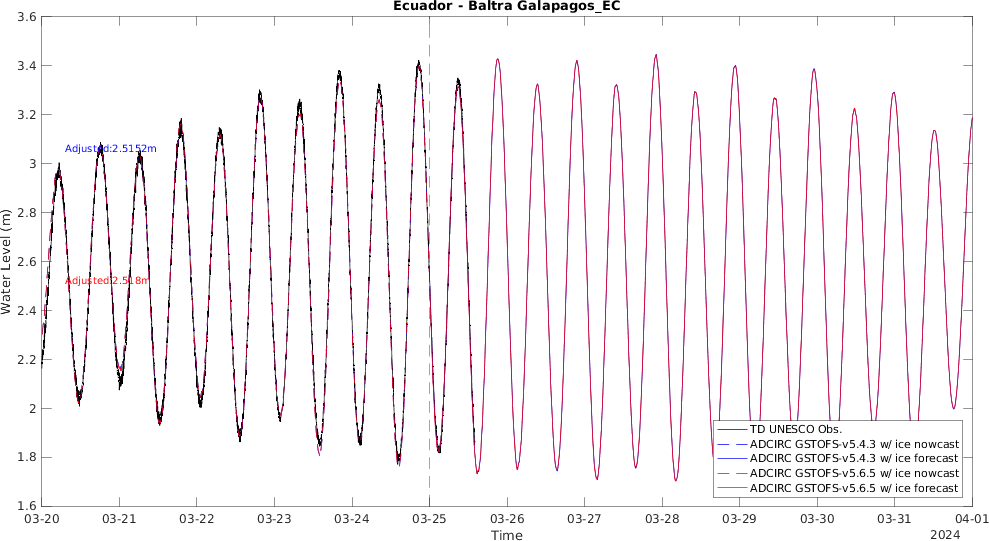 Ecuador - Baltra Galapagos_EC
3.6
3.4
3.2
3
2.8
2.6
2.4
2.2
2
1.8
1.6
Water Level (m)
Adjusted:2.5152m
Adjusted:2.518m
TD UNESCO Obs.
ADCIRC GSTOFS-v5.4.3 w/ ice nowcast
ADCIRC GSTOFS-v5.4.3 w/ ice forecast
ADCIRC GSTOFS-v5.6.5 w/ ice nowcast
ADCIRC GSTOFS-v5.6.5 w/ ice forecast
03-20 03-21 03-22 03-23 03-24 03-25 03-26 03-27 03-28 03-29 03-30 03-31 04-01
Time
2024